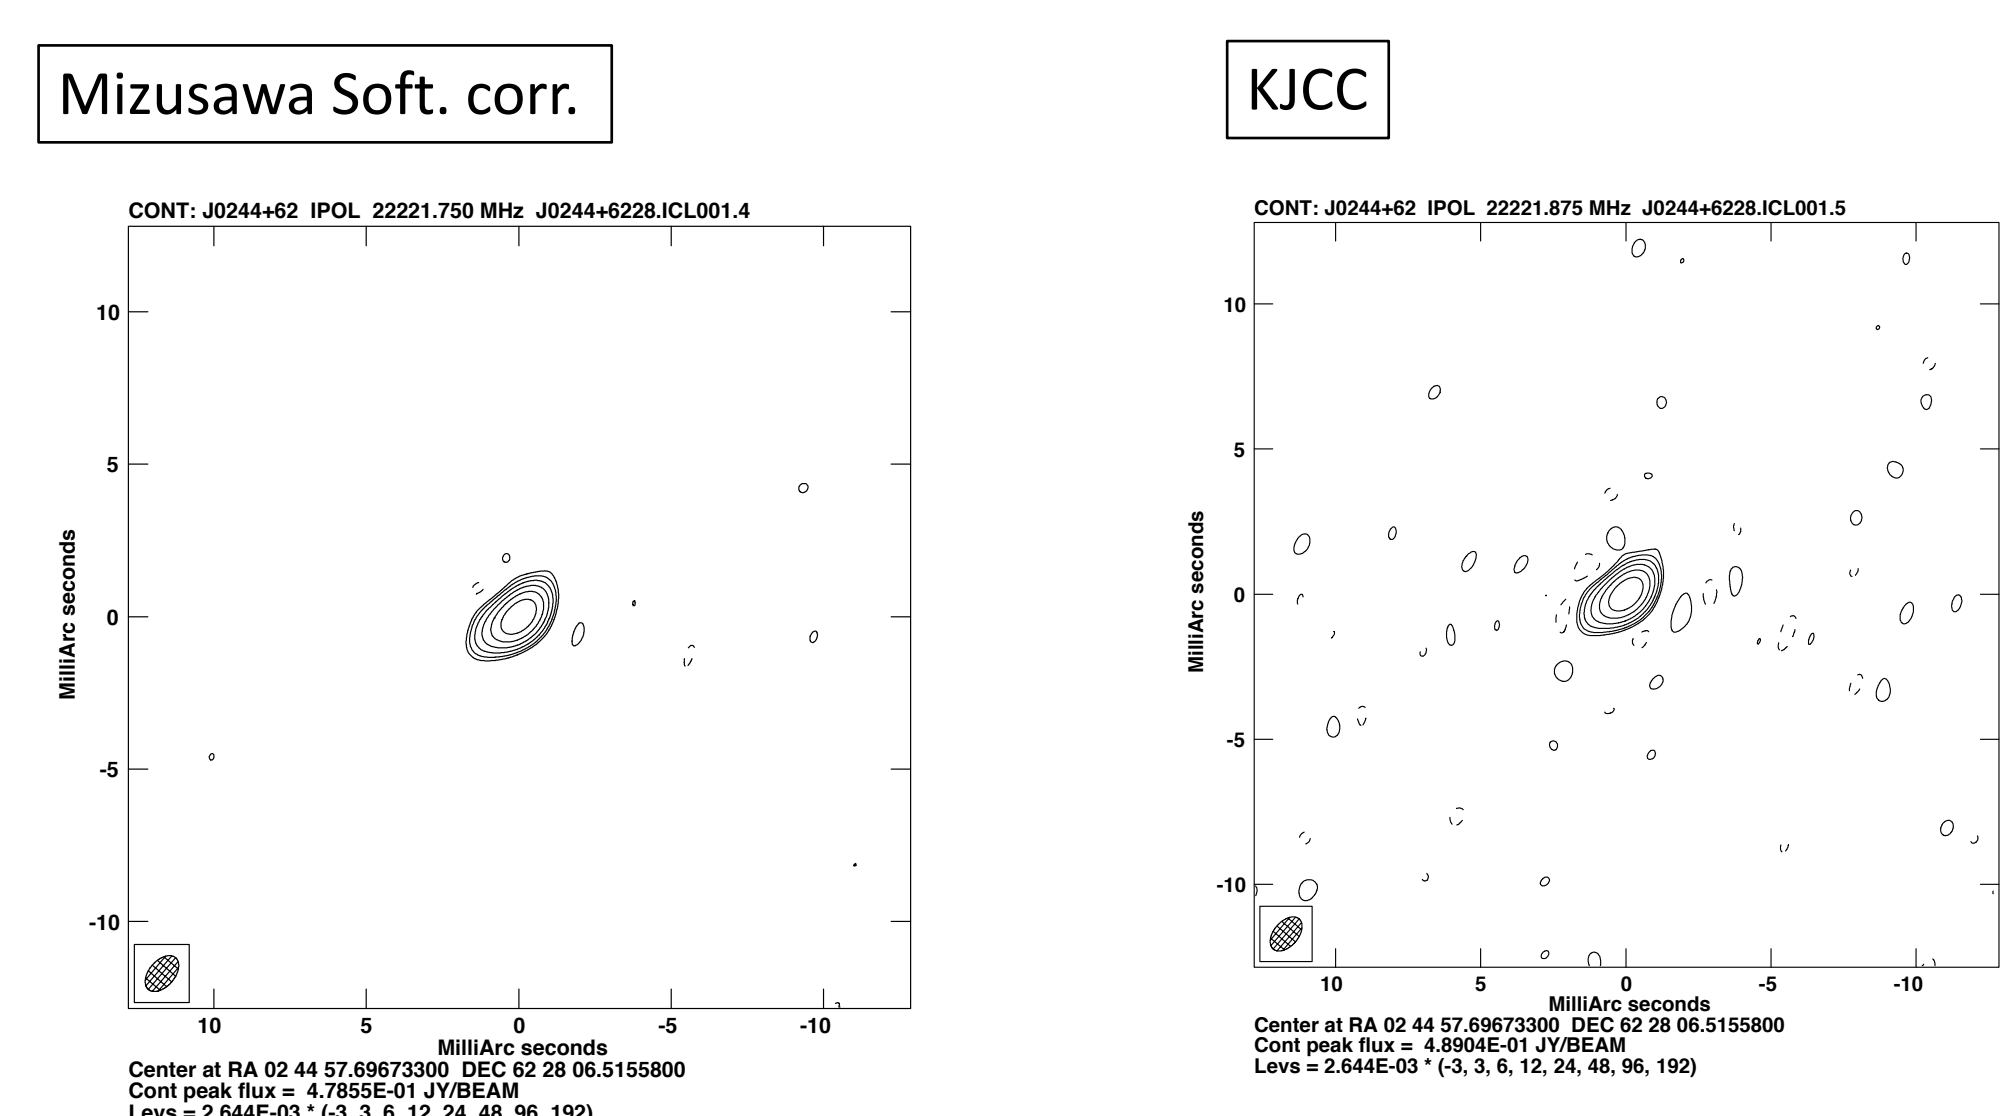 Mizusawa Soft. corr.
CONT: J0244+62 IPOL 22221.750 MHz J0244+6228.ICL001.4
MilliArc seconds
10
5
0
-5
-10
10 5 0 -5 -10
MilliArc seconds
Center at RA 02 44 57.69673300 DEC 62 28 06.5155800
Cont peak flux = 4.7855E-01 JY/BEAM
Levs = 2.644E-03 * (-3, 3, 6, 12, 24, 48, 96, 192)
KJCC
CONT: J0244+62 IPOL 22221.875 MHz J0244+6228.ICL001.5
MilliArc seconds
10
5
0
-5
-10
10 5 0 -5 -10
MilliArc seconds
Center at RA 02 44 57.69673300 DEC 62 28 06.5155800
Cont peak flux = 4.8904E-01 JY/BEAM
Levs = 2.644E-03 * (-3, 3, 6, 12, 24, 48, 96, 192)